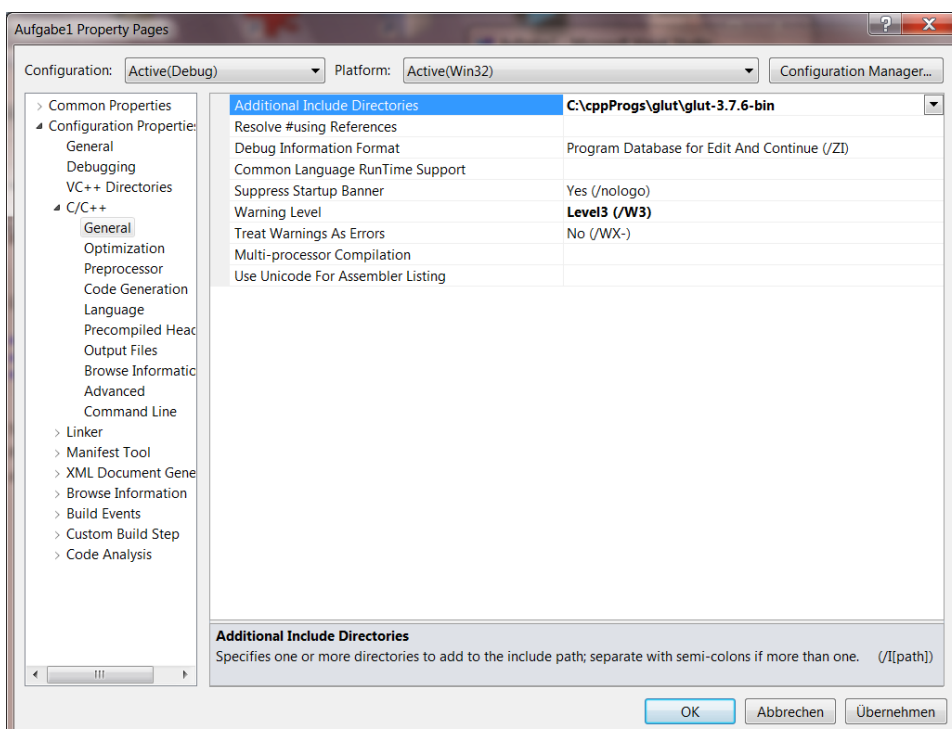 Aufgabe1 Property Pages
Configuration: Active(Debug) Platform: Active(Win32) Configuration Manager...
Common Properties
Configuration Propertie
General
Debugging
VC++ Directories
C/C++
General
Optimization
Preprocessor
Code Generation
Language
Precompiled Head
Output Files
Browse Informatic
Advanced
Command Line
Linker
Manifest Tool
XML Document Gene
Browse Information
Build Events
Custom Build Step
Code Analysis
Additional Include Directories C:\cppProgs\glut\glut-3.7.6-bin
Resolve #using References
Debug Information Format Program Database for Edit And Continue (/ZI)
Common Language RunTime Support
Suppress Startup Banner Yes (/nologo)
Warning Level Level3 (/W3)
Treat Warnings As Errors No (/WX-)
Multi-processor Compilation
Use Unicode For Assembler Listing
Additional Include Directories
Specifies one or more directories to add to the include path; separate with semi-colons if more than one. (/I[path])
OK Abbrechen Übernehmen